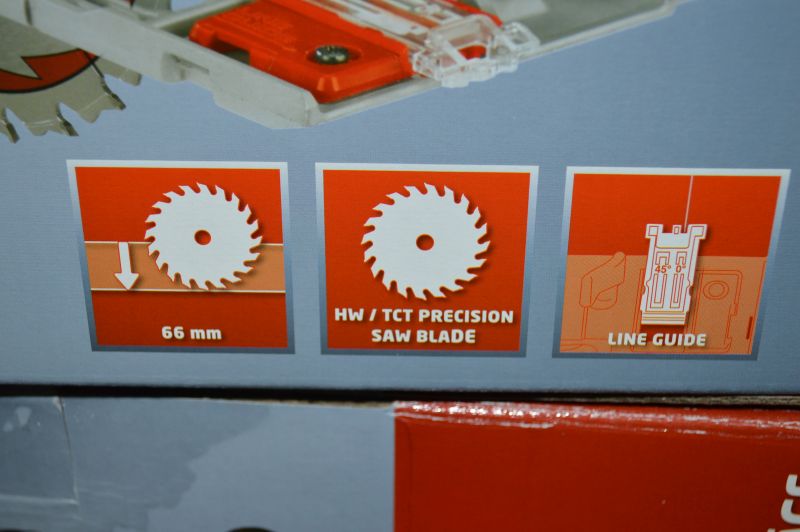 66 mm
HW / TCT PRECISION
SAW BLADE
45° 0°
LINE GUIDE